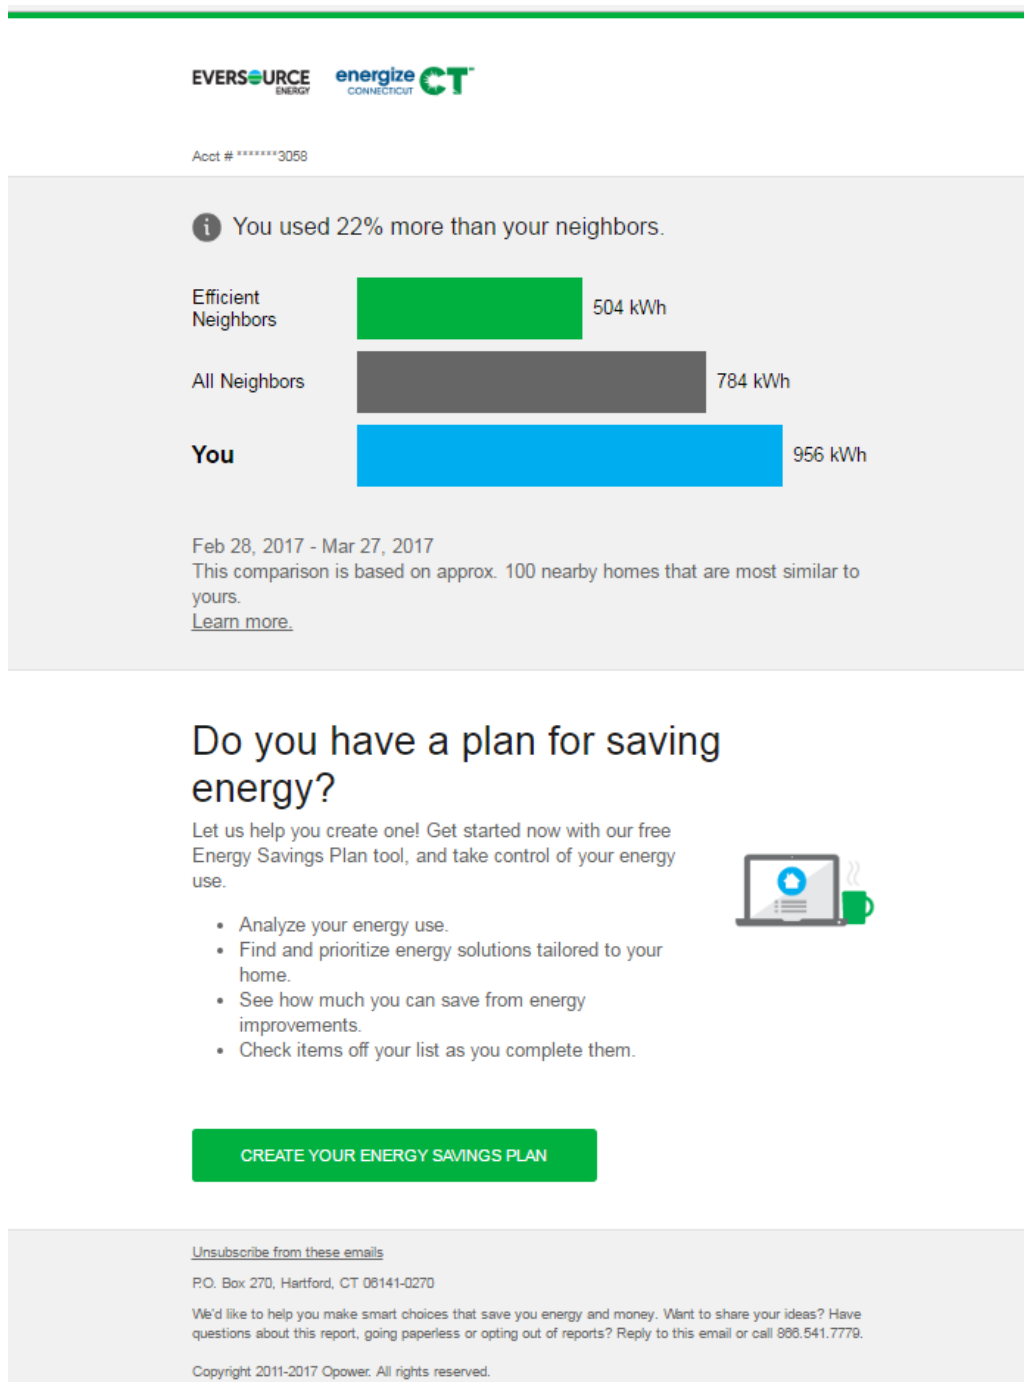 EVERSOURCE
ENERGY
energize CT™
CONNECTICUT
Acct # *******3058
i You used 22% more than your neighbors.
Efficient
Neighbors
504 kWh
All Neighbors
784 kWh
You
956 kWh
Feb 28, 2017 - Mar 27, 2017
This comparison is based on approx. 100 nearby homes that are most similar to
yours.
Learn more.
Do you have a plan for saving
energy?
Let us help you create one! Get started now with our free
Energy Savings Plan tool, and take control of your energy
use.
• Analyze your energy use.
• Find and prioritize energy solutions tailored to your
home.
• See how much you can save from energy
improvements.
• Check items off your list as you complete them.
CREATE YOUR ENERGY SAVINGS PLAN
Unsubscribe from these emails
P.O. Box 270, Hartford, CT 06141-0270
We'd like to help you make smart choices that save you energy and money. Want to share your ideas? Have
questions about this report, going paperless or opting out of reports? Reply to this email or call 866.541.7779.
Copyright 2011-2017 Opower. All rights reserved.